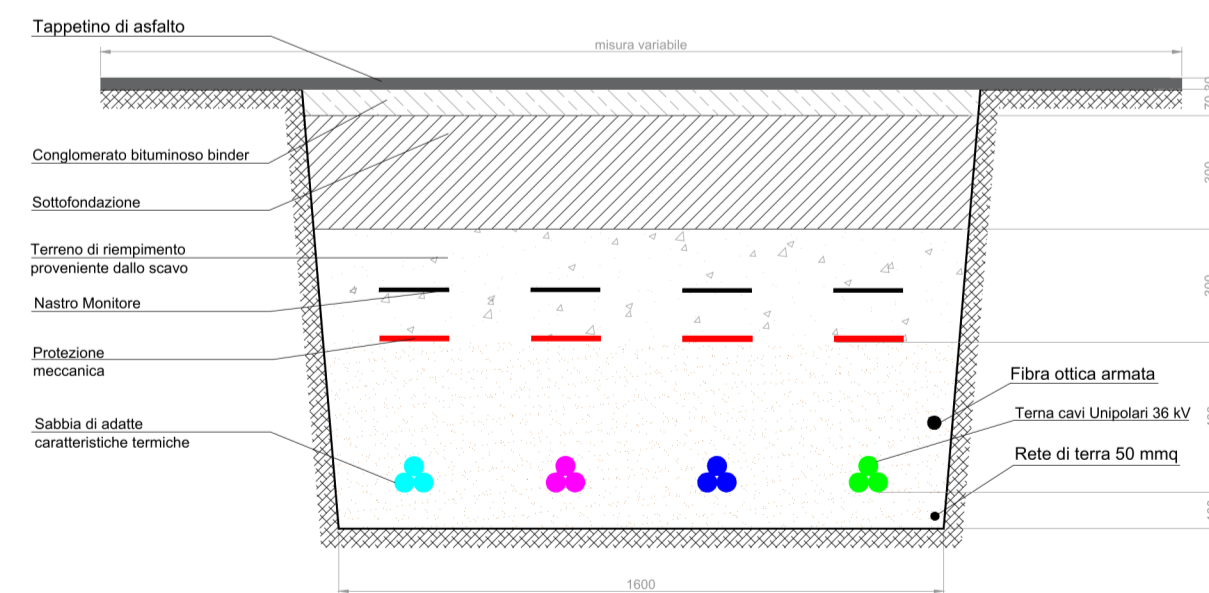 Tappetino di asfalto
misura variabile
Conglomerato bituminoso binder
Sottofondazione
Terreno di riempimento
proveniente dallo scavo
Nastro Monitore
Protezione
meccanica
Sabbia di adatte
caratteristiche termiche
Fibra ottica armata
Terna cavi Unipolari 36 kV
Rete di terra 50 mmq
1600